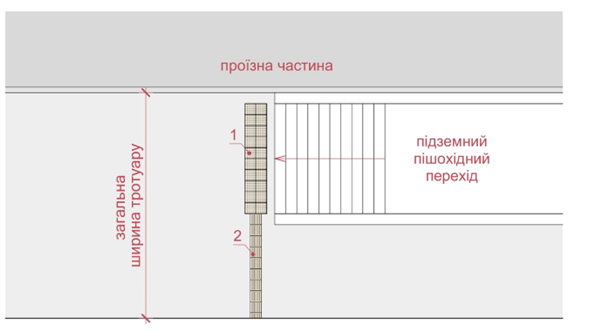 проїзна частина
1
підземний
пішохідний
перехід
загальна
ширина тротуару
2